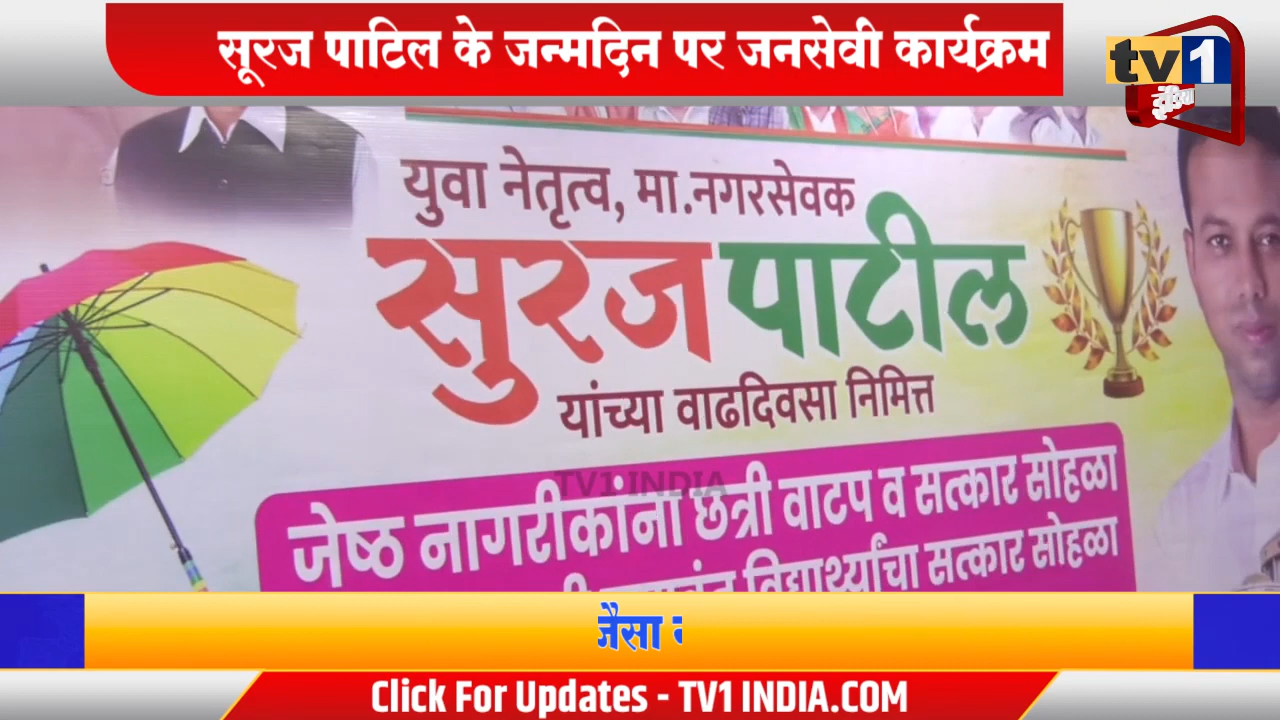 सूरज पाटिल के जन्मदिन पर जनसेवी कार्यक्रम
tv1
इंडिया
युवा नेतृत्व, मा.नगरसेवक
सुरज पाटील
यांच्या वाढदिवसा निमित्त
TV1 INDIA
जेष्ठ नागरीकांना छत्री वाटप व सत्कार सोहळा
विद्यार्थ्यांचा सत्कार सोहळा
जैसा
Click For Updates - TV1 INDIA.COM